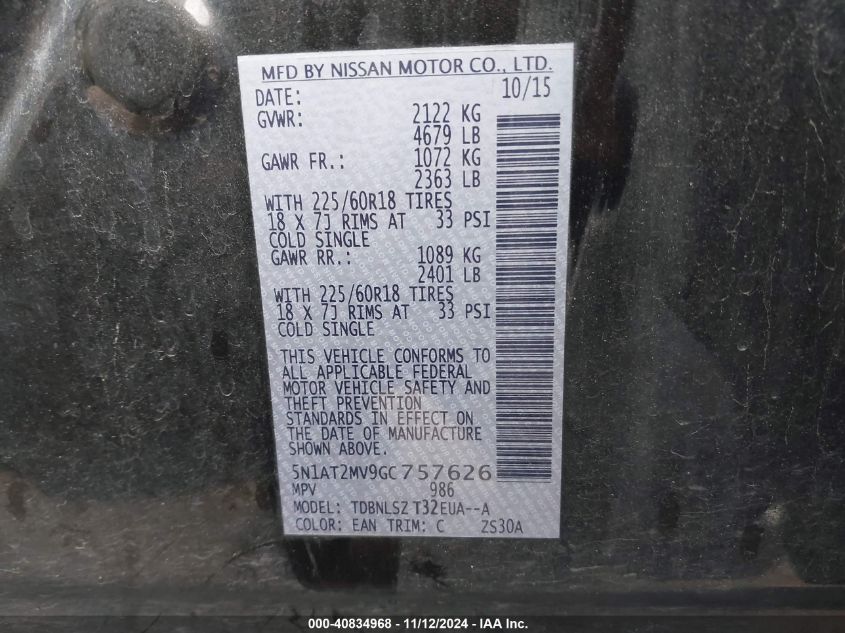 MFD BY NISSAN MOTOR CO., LTD.
DATE: 10/15
GVWR: 2122 KG
4679 LB
GAWR FR.: 1072 KG
2363 LB
WITH 225/60R18 TIRES
18 X 7J RIMS AT 33 PSI
COLD SINGLE
GAWR RR.: 1089 KG
2401 LB
WITH 225/60R18 TIRES
18 X 7J RIMS AT 33 PSI
COLD SINGLE
THIS VEHICLE CONFORMS TO
ALL APPLICABLE FEDERAL
MOTOR VEHICLE SAFETY AND
THEFT PREVENTION
STANDARDS IN EFFECT ON
THE DATE OF MANUFACTURE
SHOWN ABOVE.
5N1AT2MV9GC757626
MPV 986
MODEL: TDBNLSZ T32EUA--A
COLOR: EAN TRIM: C ZS30A
000-40834968 - 11/12/2024 - IAA Inc.